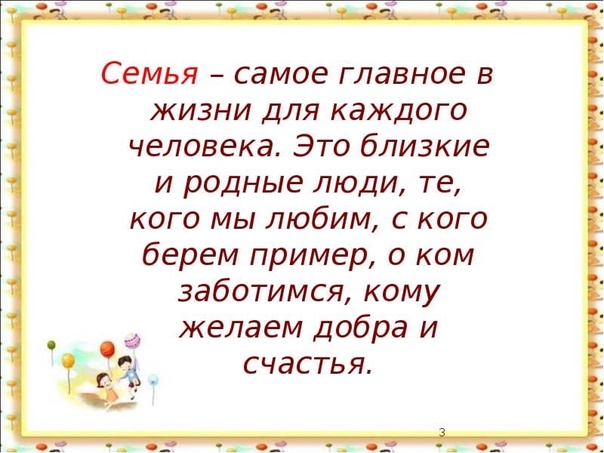 Семья – самое главное в
жизни для каждого
человека. Это близкие
и родные люди, те,
кого мы любим, с кого
берем пример, о ком
заботимся, кому
желаем добра и
счастья.
3